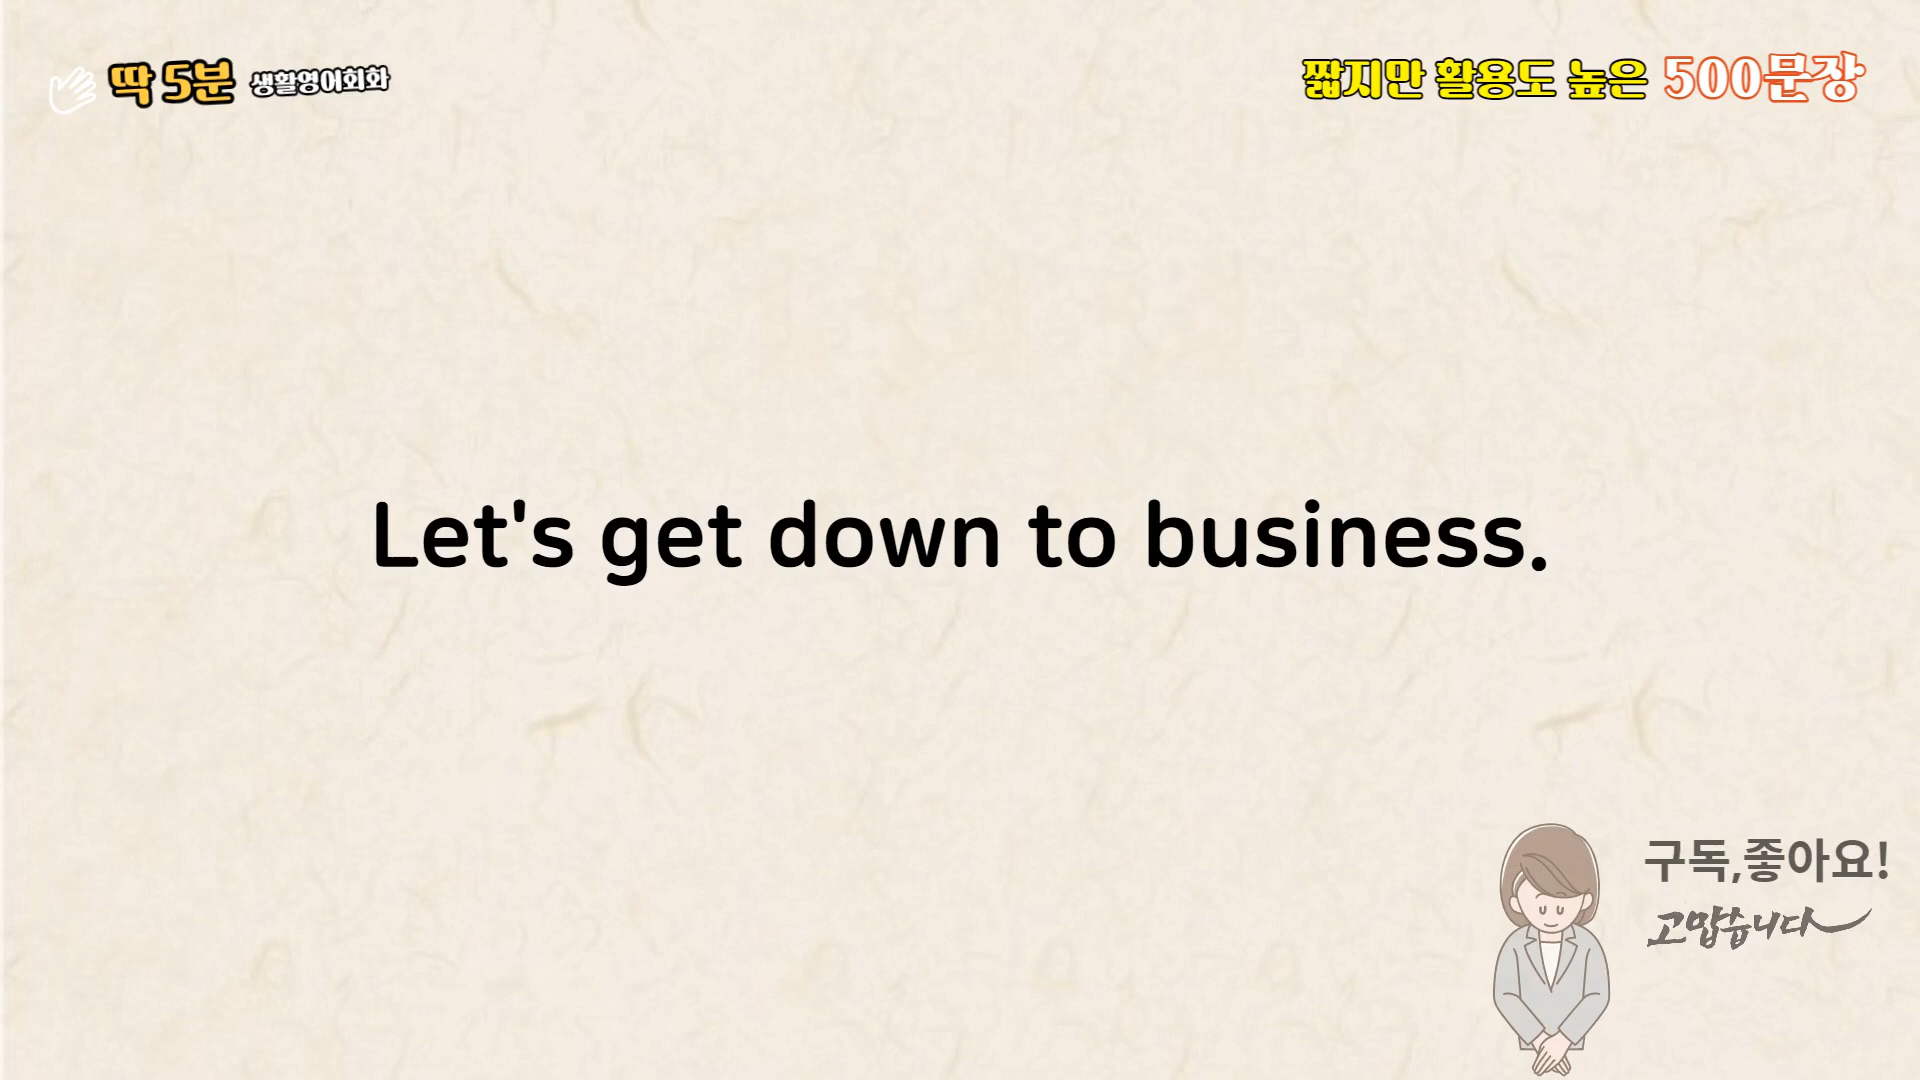 딱 5분 생활영어회화
짧지만 활용도 높은 500문장
Let's get down to business.
구독,좋아요!
고맙습니다